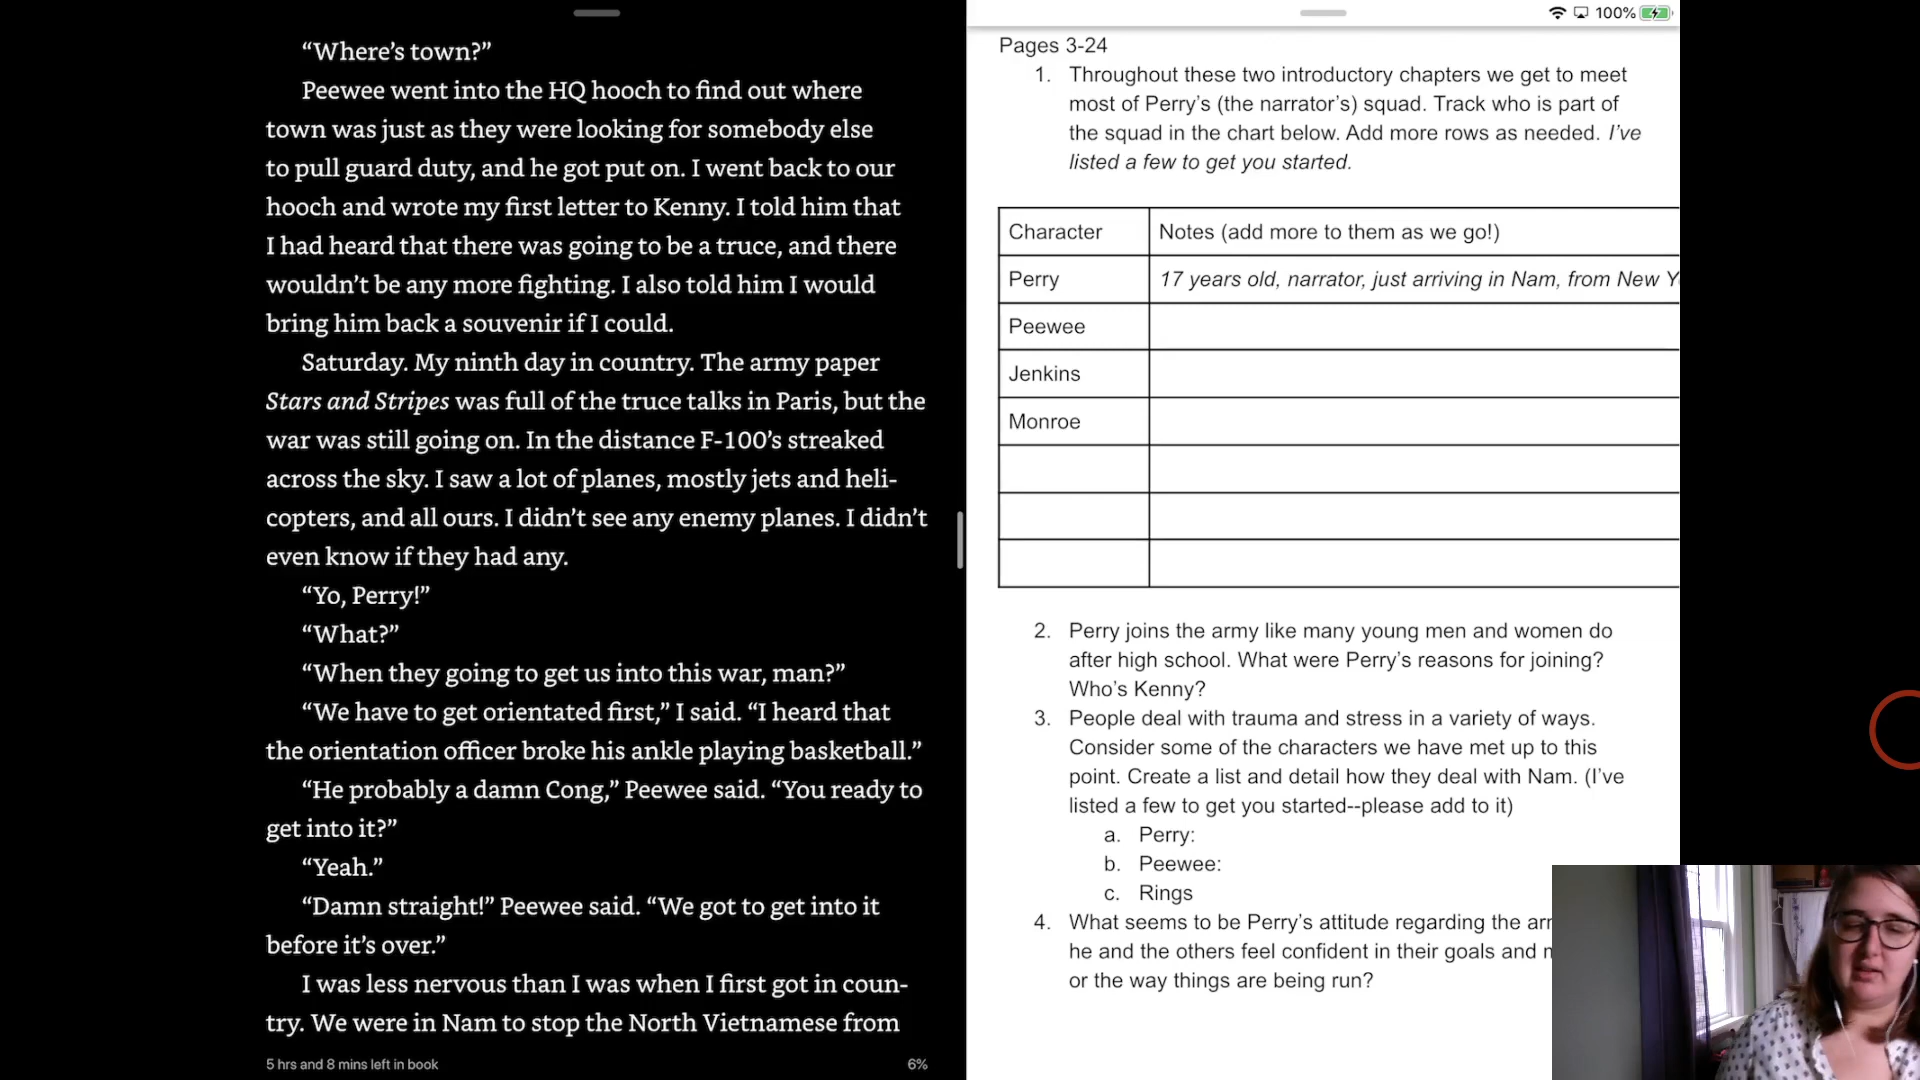 “Where’s town?”
Peewee went into the HQ hooch to find out where
town was just as they were looking for somebody else
to pull guard duty, and he got put on. I went back to our
hooch and wrote my first letter to Kenny. I told him that
I had heard that there was going to be a truce, and there
wouldn’t be any more fighting. I also told him I would
bring him back a souvenir if I could.
Saturday. My ninth day in country. The army paper
Stars and Stripes was full of the truce talks in Paris, but the
war was still going on. In the distance F-100’s streaked
across the sky. I saw a lot of planes, mostly jets and heli-
copters, and all ours. I didn’t see any enemy planes. I didn’t
even know if they had any.
“Yo, Perry!”
“What?”
“When they going to get us into this war, man?”
“We have to get orientated first,” I said. “I heard that
the orientation officer broke his ankle playing basketball.”
“He probably a damn Cong,” Peewee said. “You ready to
get into it?”
“Yeah.”
“Damn straight!” Peewee said. “We got to get into it
before it’s over.”
I was less nervous than I was when I first got in coun-
try. We were in Nam to stop the North Vietnamese from
5 hrs and 8 mins left in book
6%
100%
Pages 3-24
1. Throughout these two introductory chapters we get to meet
most of Perry’s (the narrator’s) squad. Track who is part of
the squad in the chart below. Add more rows as needed. I’ve
listed a few to get you started.
Character
Notes (add more to them as we go!)
Perry
17 years old, narrator, just arriving in Nam, from New Y
Peewee
Jenkins
Monroe
2. Perry joins the army like many young men and women do
after high school. What were Perry’s reasons for joining?
Who’s Kenny?
3. People deal with trauma and stress in a variety of ways.
Consider some of the characters we have met up to this
point. Create a list and detail how they deal with Nam. (I’ve
listed a few to get you started--please add to it)
a. Perry:
b. Peewee:
c. Rings
4. What seems to be Perry’s attitude regarding the
he and the others feel confident in their goals and
or the way things are being run?